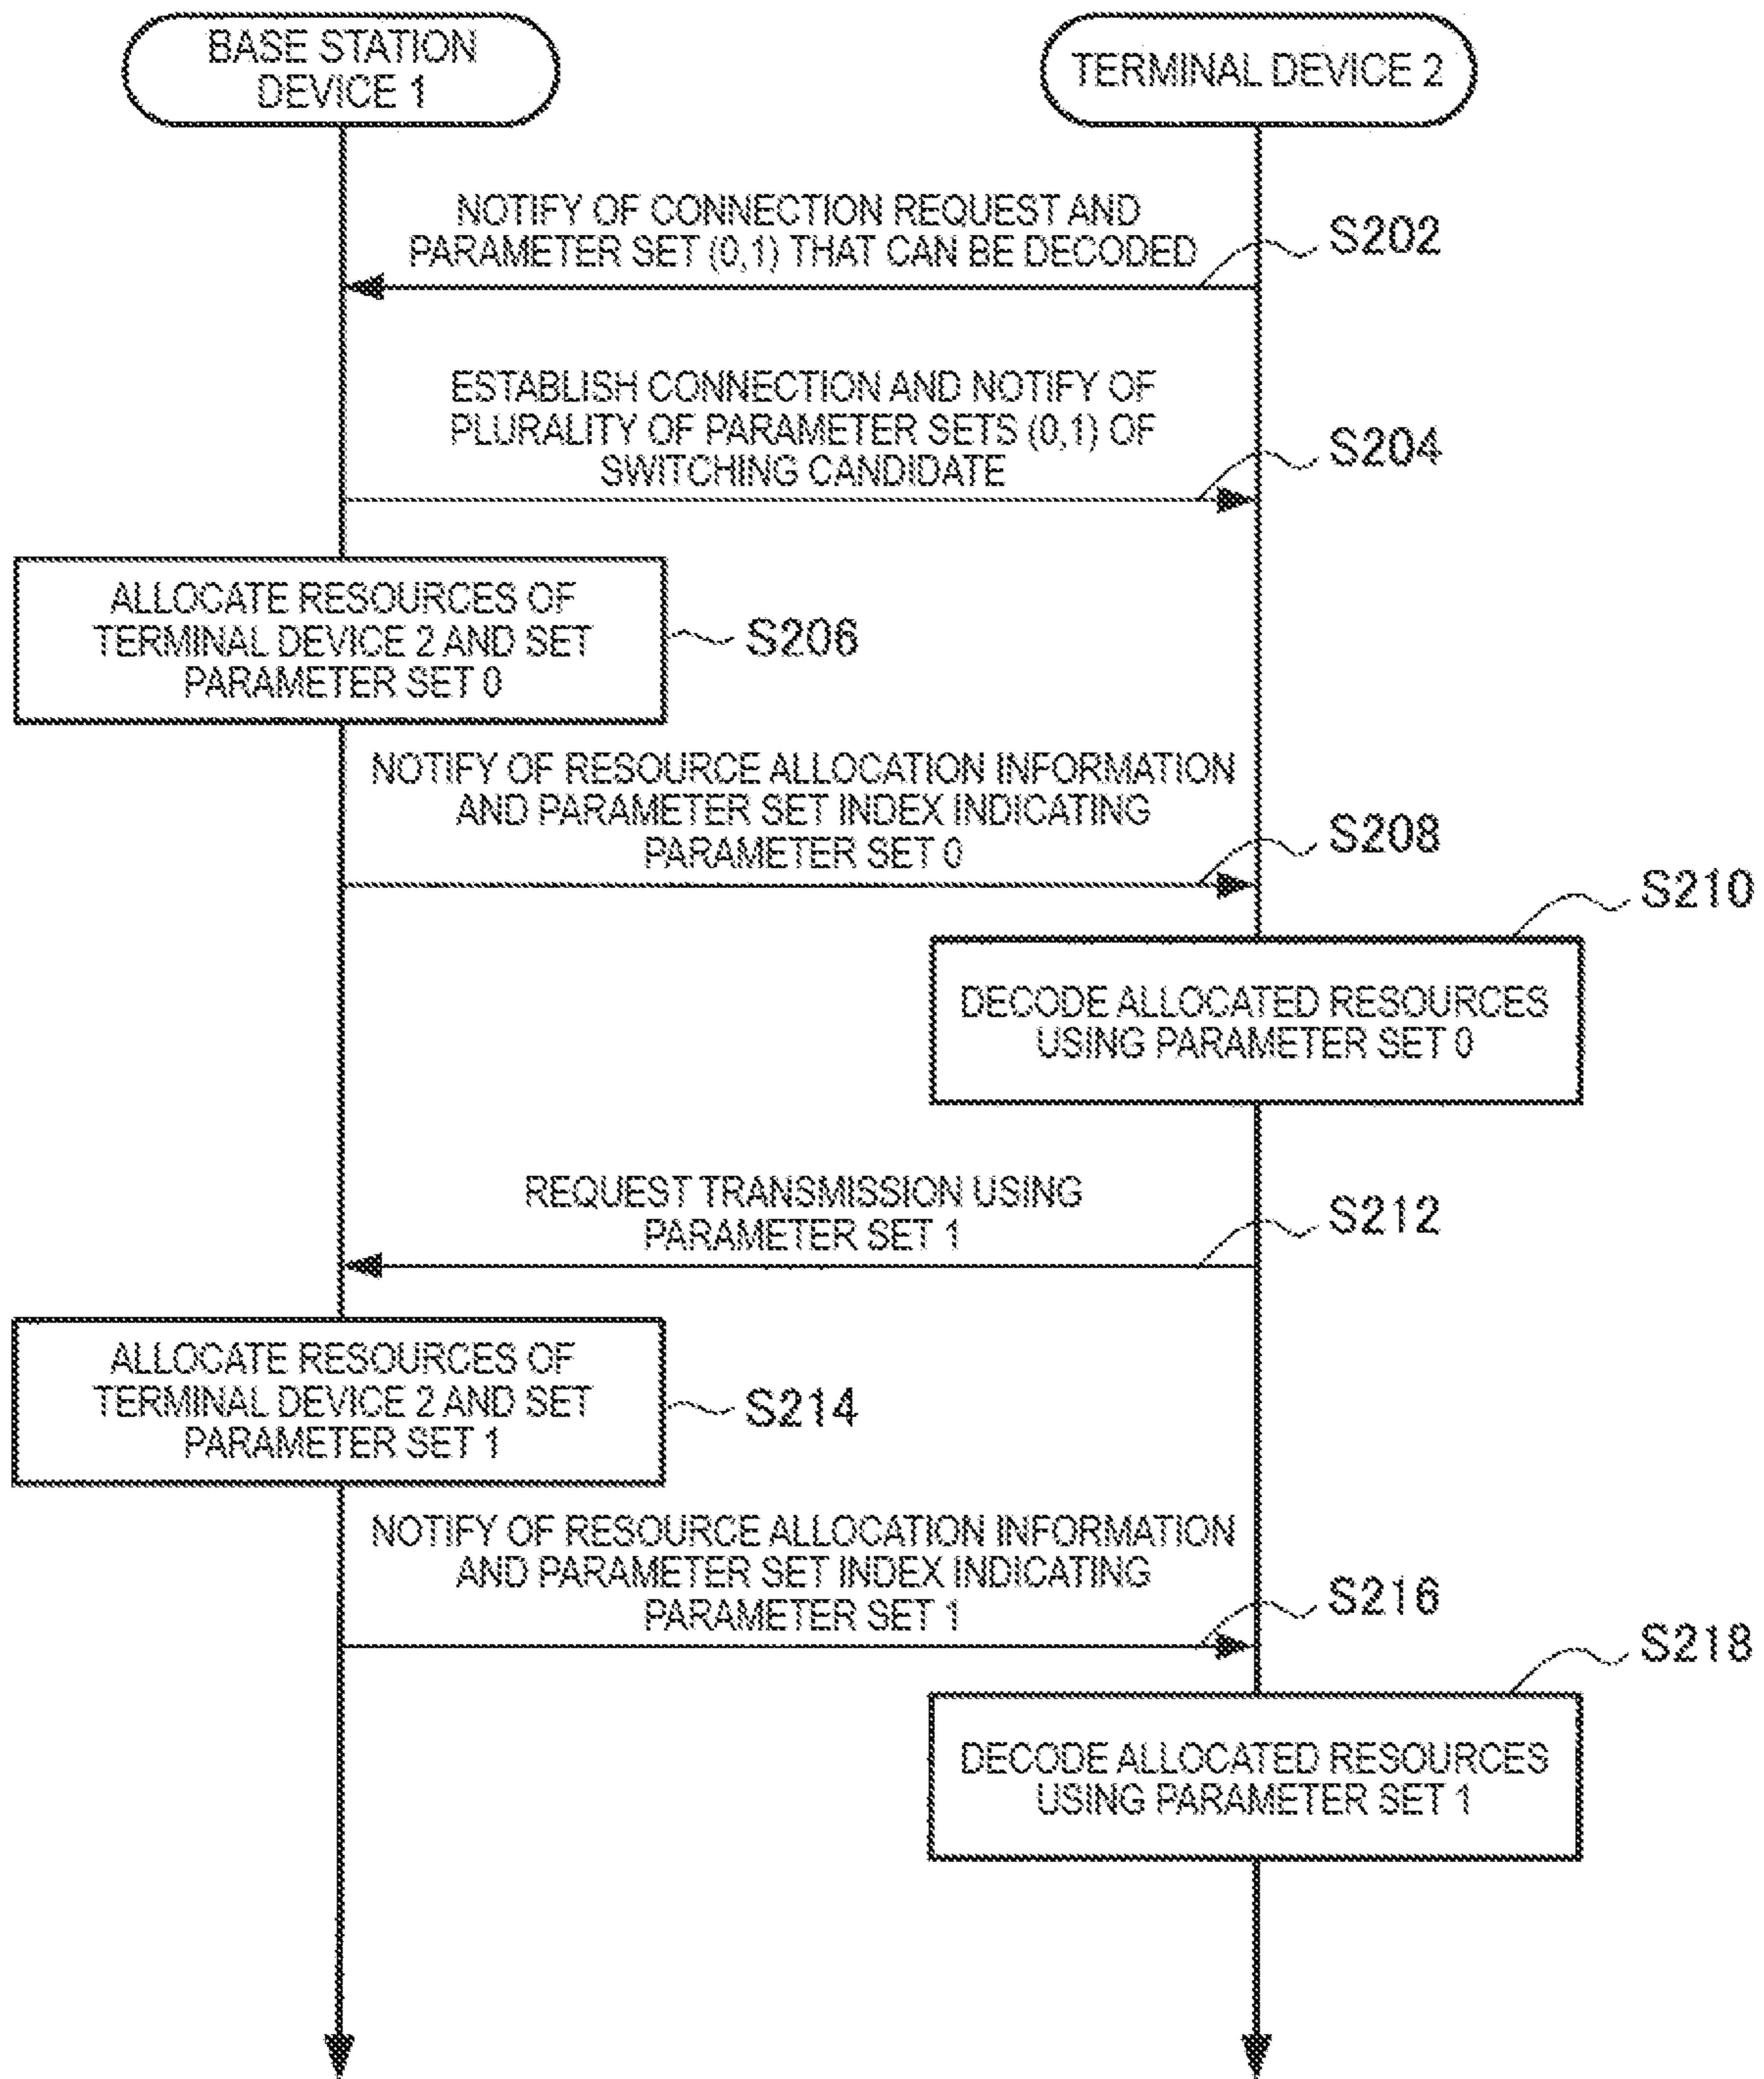 BASE STATION
DEVICE 1
TERMINAL DEVICE 2
NOTIFY OF CONNECTION REQUEST AND
PARAMETER SET (0,1) THAT CAN BE DECODED
S202
ESTABLISH CONNECTION AND NOTIFY OF
PLURALITY OF PARAMETER SETS (0,1) OF
SWITCHING CANDIDATE
S204
ALLOCATE RESOURCES OF
TERMINAL DEVICE 2 AND SET
PARAMETER SET 0
S206
NOTIFY OF RESOURCE ALLOCATION INFORMATION
AND PARAMETER SET INDEX INDICATING
PARAMETER SET 0
S208
S210
DECODE ALLOCATED RESOURCES
USING PARAMETER SET 0
REQUEST TRANSMISSION USING
PARAMETER SET 1
S212
ALLOCATE RESOURCES OF
TERMINAL DEVICE 2 AND SET
PARAMETER SET 1
S214
NOTIFY OF RESOURCE ALLOCATION INFORMATION
AND PARAMETER SET INDEX INDICATING
PARAMETER SET 1
S216
S218
DECODE ALLOCATED RESOURCES
USING PARAMETER SET 1